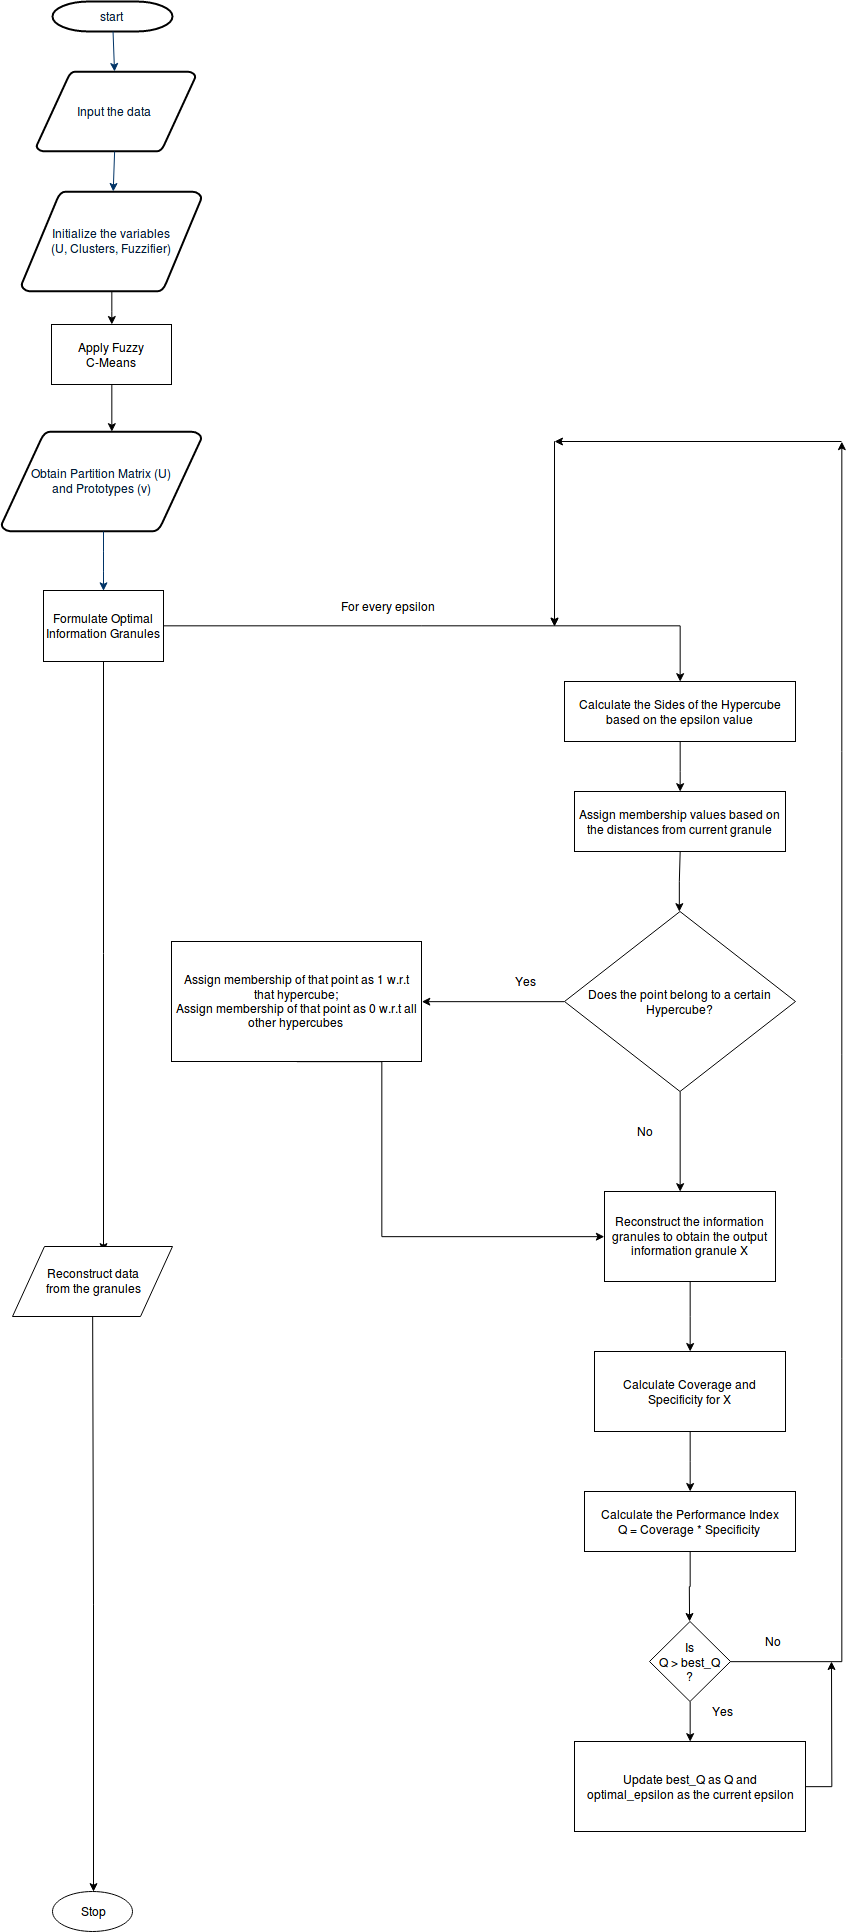 start
Input the data
Initialize the variables
(U, Clusters, Fuzzifier)
Apply Fuzzy
C-Means
Obtain Partition Matrix (U)
and Prototypes (v)
Formulate Optimal
Information Granules
For every epsilon
Calculate the Sides of the Hypercube
based on the epsilon value
Assign membership values based on
the distances from current granule
Does the point belong to a certain
Hypercube?
Yes
Assign membership of that point as 1 w.r.t
that hypercube;
Assign membership of that point as 0 w.r.t all
other hypercubes
No
Reconstruct the information
granules to obtain the output
information granule X
Reconstruct data
from the granules
Calculate Coverage and
Specificity for X
Calculate the Performance Index
Q = Coverage * Specificity
Is
Q > best_Q
?
No
Yes
Update best_Q as Q and
optimal_epsilon as the current epsilon
Stop